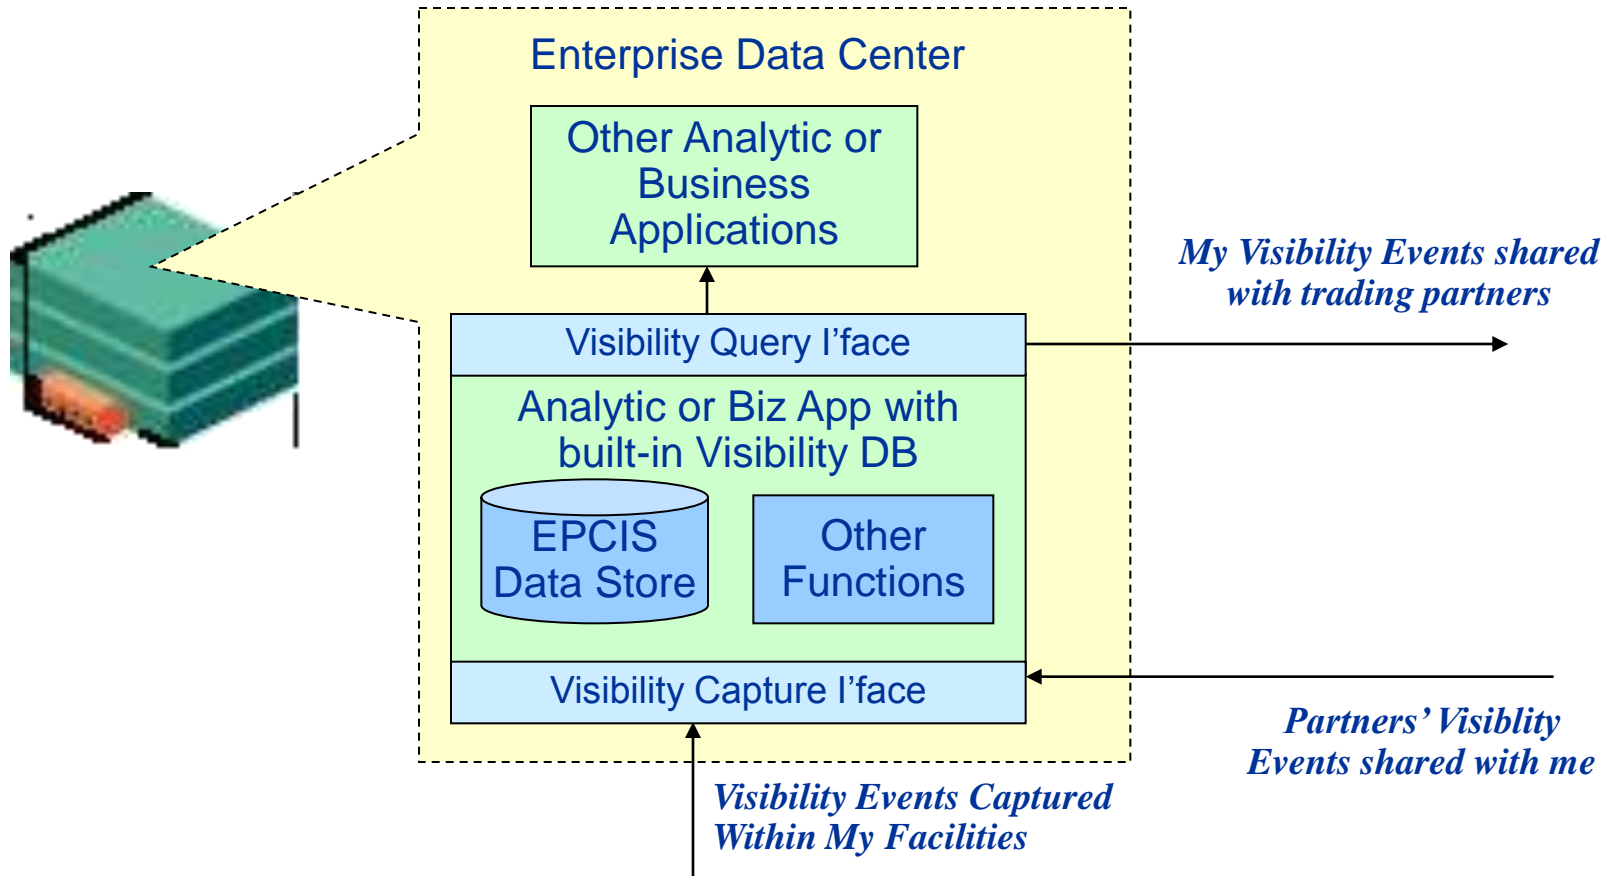 Enterprise Data Center
Other Analytic or
Business
Applications
My Visibility Events shared
with trading partners
Visibility Query I’face
Analytic or Biz App with
built-in Visibility DB
EPCIS
Data Store
Other
Functions
Visibility Capture I’face
Partners’ Visiblity
Events shared with me
Visibility Events Captured
Within My Facilities